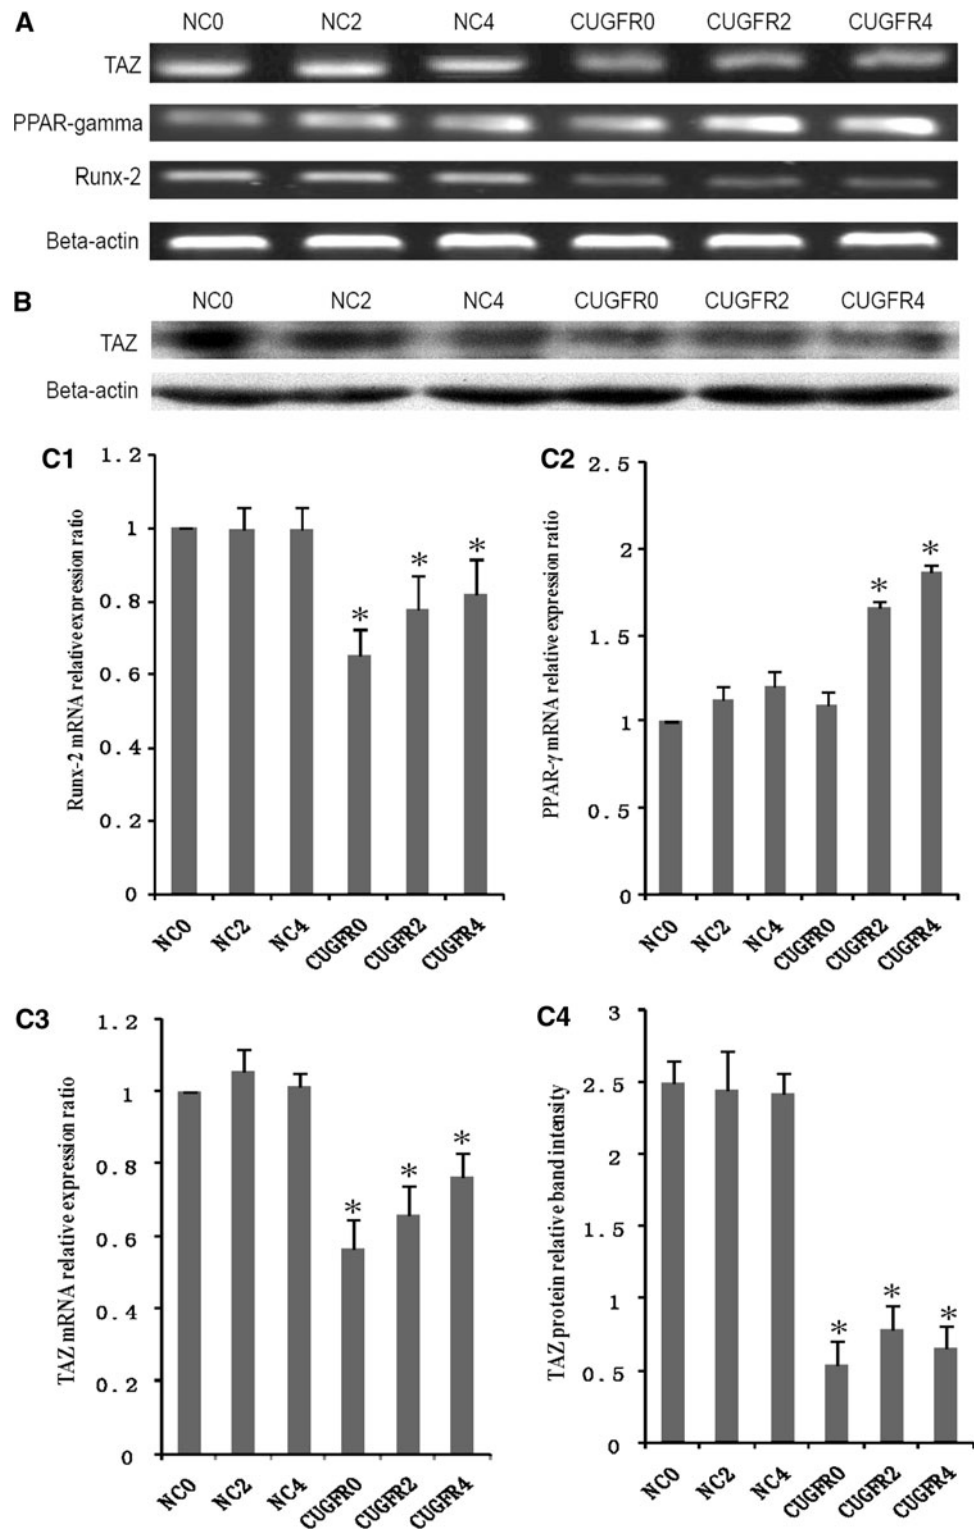 A
NC0 NC2 NC4 CUGFR0 CUGFR2 CUGFR4
TAZ
PPAR-gamma
Runx-2
Beta-actin
B
NC0 NC2 NC4 CUGFR0 CUGFR2 CUGFR4
TAZ
Beta-actin
C1
Runx-2 mRNA relative expression ratio
1.2
1
0.8
0.6
0.4
0.2
0
* * *
NC0 NC2 NC4 CUGFR0 CUGFR2 CUGFR4
C2
PPAR-γ mRNA relative expression ratio
2.5
2
1.5
1
0.5
0
* *
NC0 NC2 NC4 CUGFR0 CUGFR2 CUGFR4
C3
TAZ mRNA relative expression ratio
1.2
1
0.8
0.6
0.4
0.2
0
* * *
NC0 NC2 NC4 CUGFR0 CUGFR2 CUGFR4
C4
TAZ protein relative band intensity
3
2.5
2
1.5
1
0.5
0
* * *
NC0 NC2 NC4 CUGFR0 CUGFR2 CUGFR4